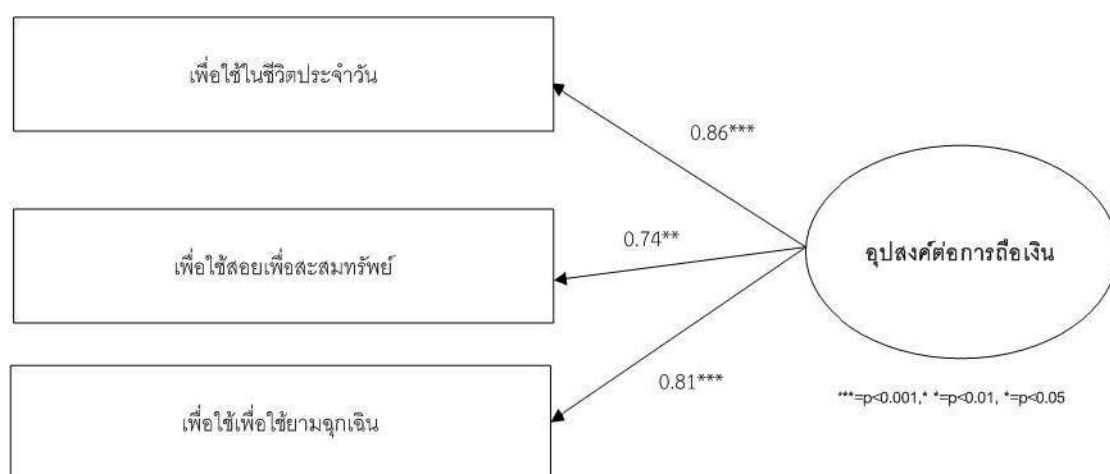 เพื่อใช้ในชีวิตประจำวัน
0.86***
เพื่อใช้สอยเพื่อสะสมทรัพย์
0.74**
อุปสงค์ต่อการถือเงิน
เพื่อใช้เพื่อใช้ยามฉุกเฉิน
0.81***
***=p<0.001,* *=p<0.01, *=p<0.05